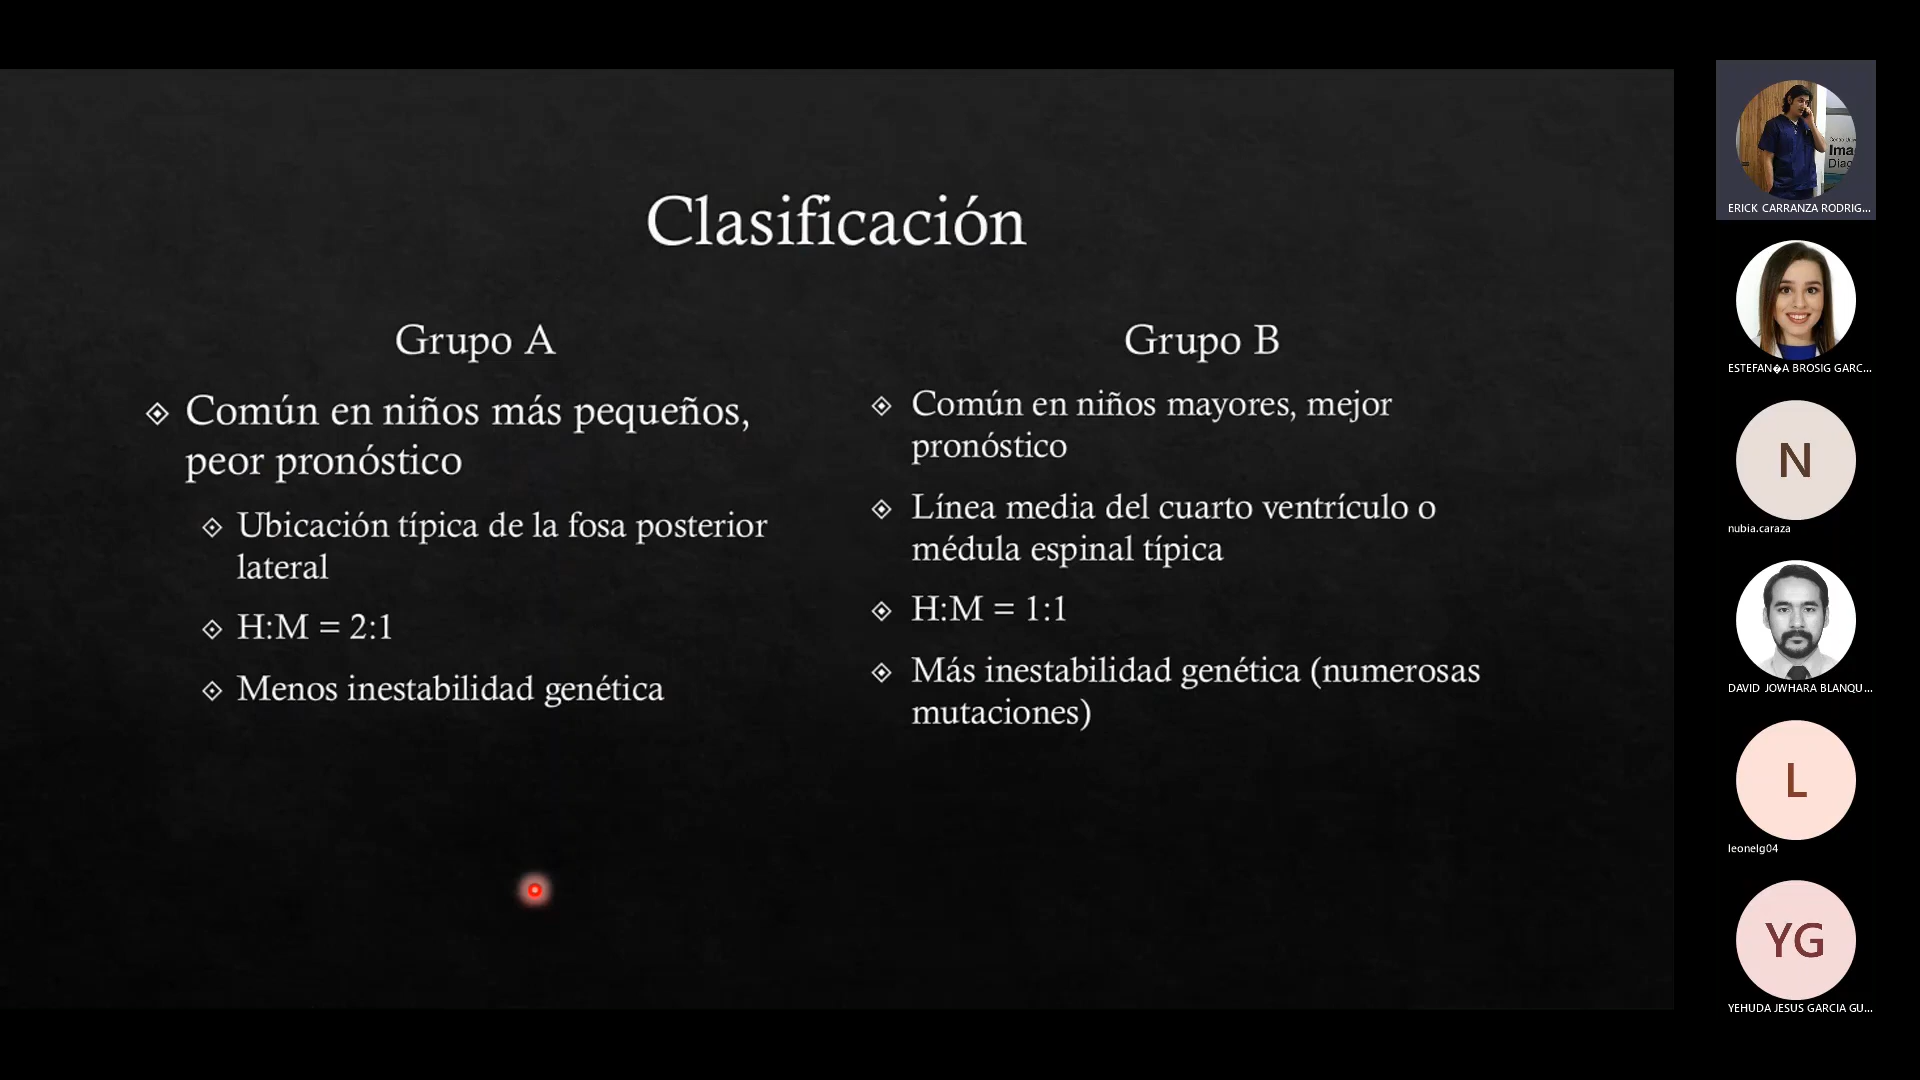 Clasificación
Grupo A
Común en niños más pequeños,
peor pronóstico
Ubicación típica de la fosa posterior
lateral
H:M = 2:1
Menos inestabilidad genética
Grupo B
Común en niños mayores, mejor
pronóstico
Línea media del cuarto ventrículo o
médula espinal típica
H:M = 1:1
Más inestabilidad genética (numerosas
mutaciones)
Ima
Diac
ERICK CARRANZA RODRIG...
ESTEFAN�A BROSIG GARC...
N
nubia.caraza
DAVID JOWHARA BLANQU...
L
leonelg04
YG
YEHUDA JESUS GARCIA GU...